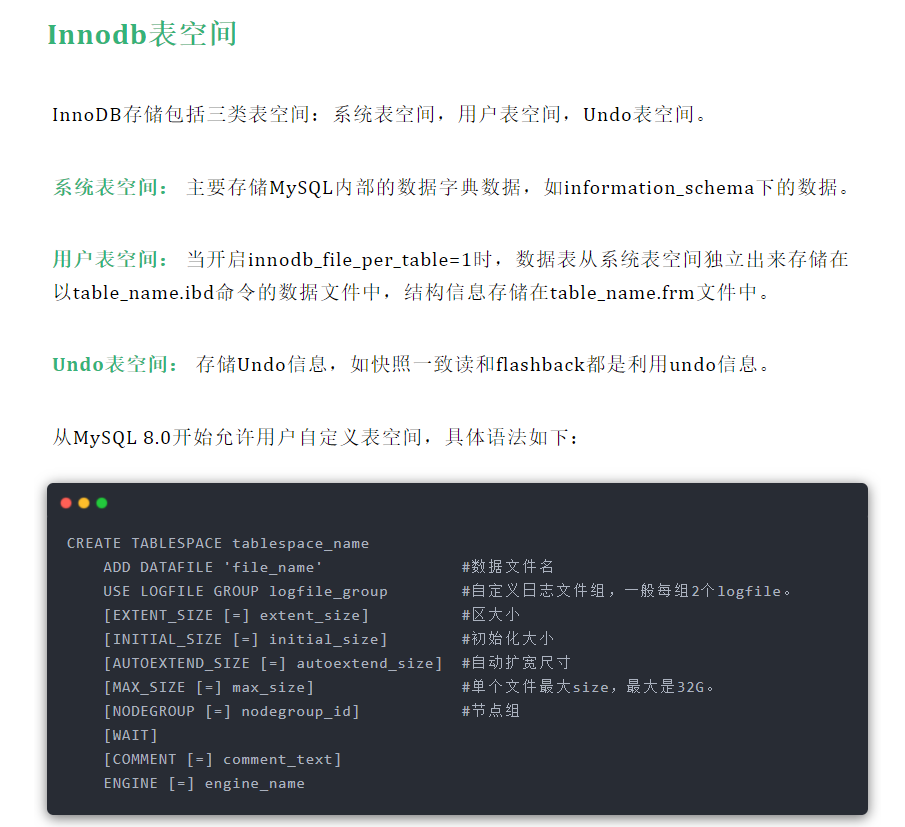 Innodb表空间
InnoDB存储包括三类表空间：系统表空间，用户表空间，Undo表空间。
系统表空间： 主要存储MySQL内部的数据字典数据，如information_schema下的数据。
用户表空间： 当开启innodb_file_per_table=1时，数据表从系统表空间独立出来存储在
以table_name.ibd命令的数据文件中，结构信息存储在table_name.frm文件中。
Undo表空间： 存储Undo信息，如快照一致读和flashback都是利用undo信息。
从MySQL 8.0开始允许用户自定义表空间，具体语法如下：
CREATE TABLESPACE tablespace_name
    ADD DATAFILE 'file_name'               #数据文件名
    USE LOGFILE GROUP logfile_group        #自定义日志文件组，一般每组2个logfile。
    [EXTENT_SIZE [=] extent_size]          #区大小
    [INITIAL_SIZE [=] initial_size]        #初始化大小
    [AUTOEXTEND_SIZE [=] autoextend_size]  #自动扩宽尺寸
    [MAX_SIZE [=] max_size]                #单个文件最大size，最大是32G。
    [NODEGROUP [=] nodegroup_id]           #节点组
    [WAIT]
    [COMMENT [=] comment_text]
    ENGINE [=] engine_name